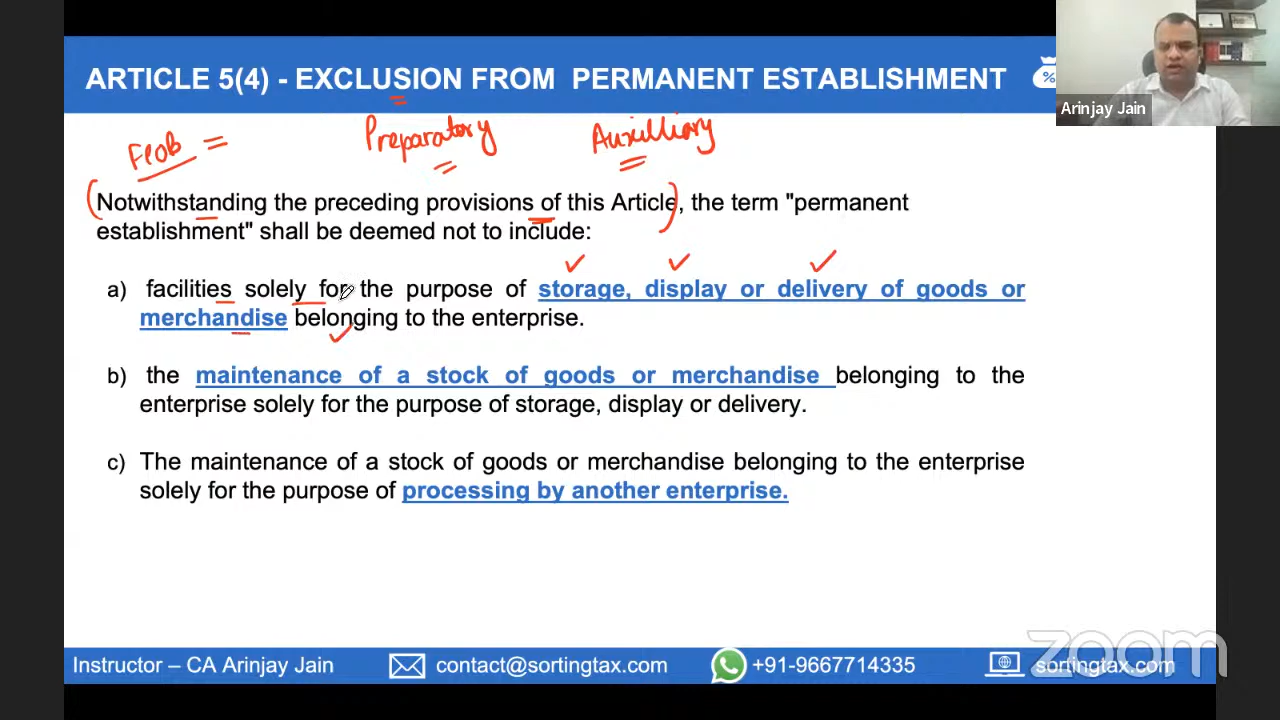 ARTICLE 5(4) - EXCLUSION FROM PERMANENT ESTABLISHMENT
%
Arinjay Jain
FCOB = Preparatory Auxilliary
Notwithstanding the preceding provisions of this Article, the term "permanent
establishment" shall be deemed not to include:
a) facilities solely for the purpose of storage, display or delivery of goods or
merchandise belonging to the enterprise.
b) the maintenance of a stock of goods or merchandise belonging to the
enterprise solely for the purpose of storage, display or delivery.
c) The maintenance of a stock of goods or merchandise belonging to the enterprise
solely for the purpose of processing by another enterprise.
Instructor – CA Arinjay Jain contact@sortingtax.com +91-9667714335 sortingtax.com
zoom